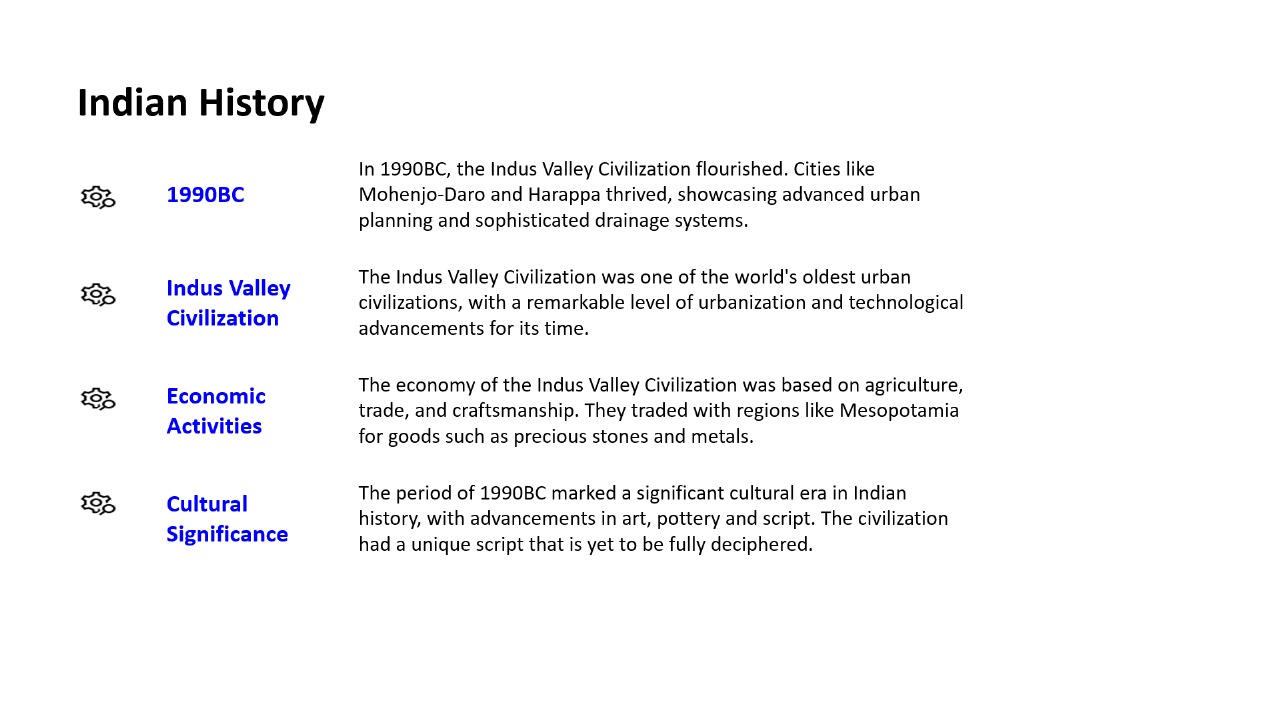 Indian History
1990BC
In 1990BC, the Indus Valley Civilization flourished. Cities like
Mohenjo-Daro and Harappa thrived, showcasing advanced urban
planning and sophisticated drainage systems.
Indus Valley
Civilization
The Indus Valley Civilization was one of the world's oldest urban
civilizations, with a remarkable level of urbanization and technological
advancements for its time.
Economic
Activities
The economy of the Indus Valley Civilization was based on agriculture,
trade, and craftsmanship. They traded with regions like Mesopotamia
for goods such as precious stones and metals.
Cultural
Significance
The period of 1990BC marked a significant cultural era in Indian
history, with advancements in art, pottery and script. The civilization
had a unique script that is yet to be fully deciphered.